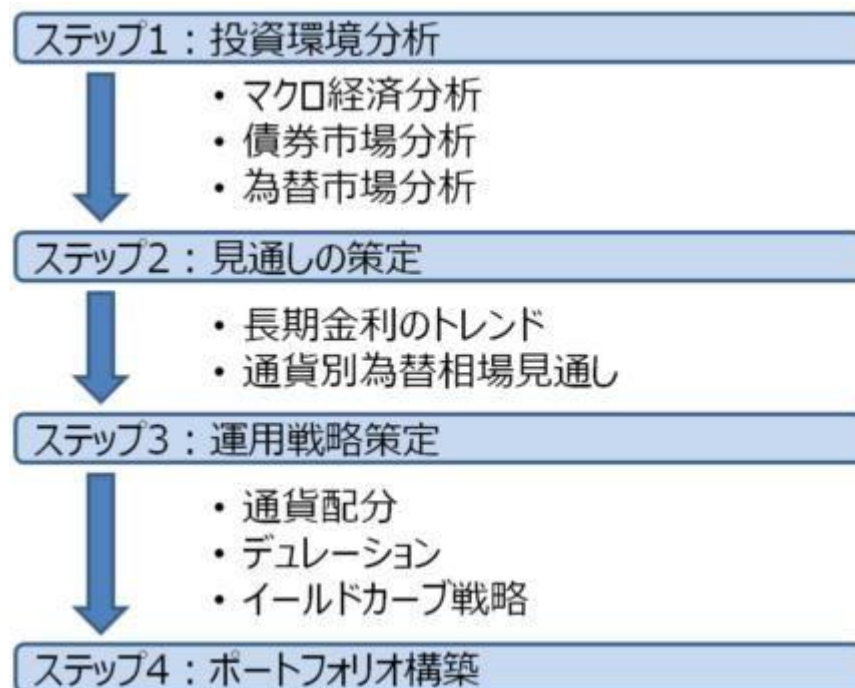 ステップ1：投資環境分析
・マクロ経済分析
・債券市場分析
・為替市場分析
ステップ2：見通しの策定
・長期金利のトレンド
・通貨別為替相場見通し
ステップ3：運用戦略策定
・通貨配分
・デュレーション
・イールドカーブ戦略
ステップ4：ポートフォリオ構築